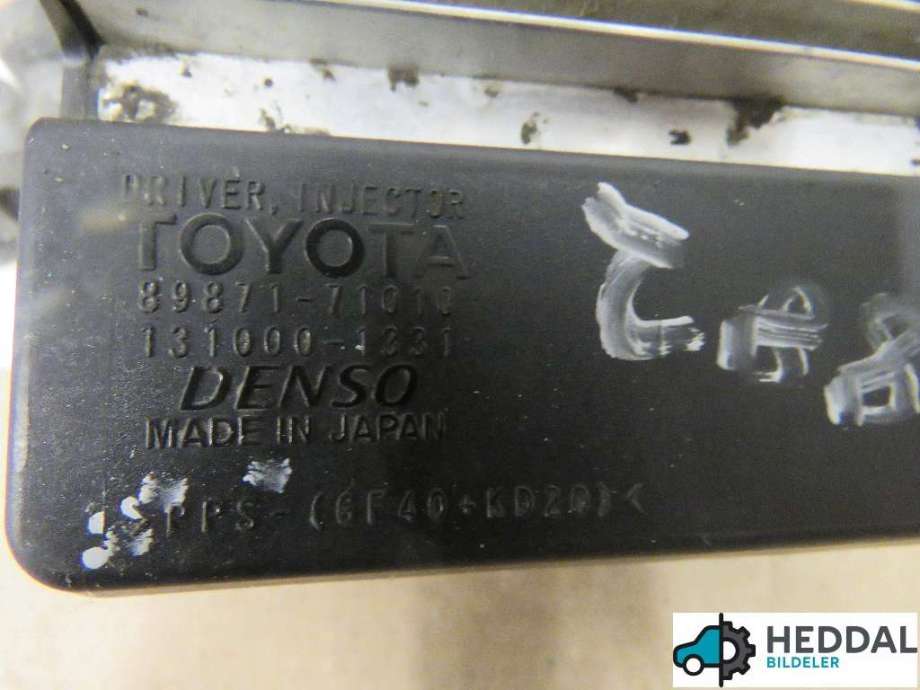 DRIVER, INJECTOR
TOYOTA
89871-71010
131000-1331
DENSO
MADE IN JAPAN
>PPS-(GF40+KD20)<
HEDDAL
BILDELER